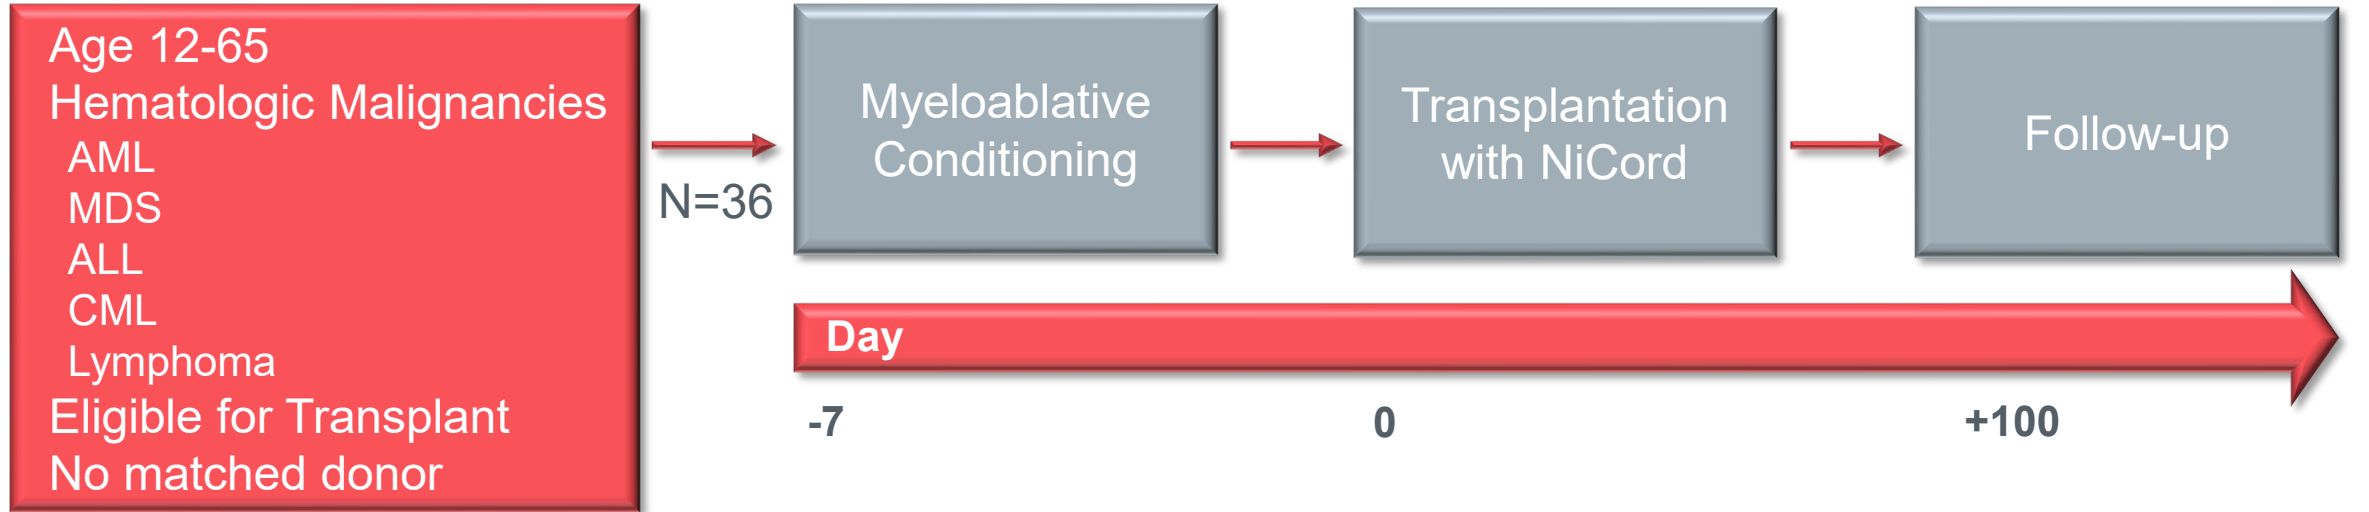 Age 12-65
Hematologic Malignancies
AML
MDS
ALL
CML
Lymphoma
Eligible for Transplant
No matched donor
N=36
Myeloablative
Conditioning
Transplantation
with NiCord
Follow-up
Day
-7
0
+100